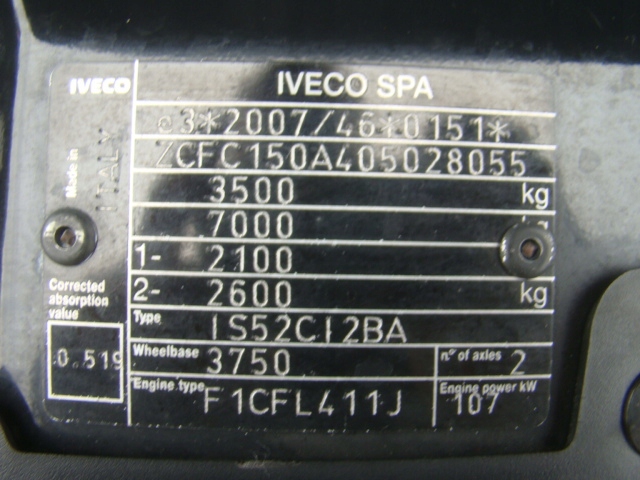 IVECO
IVECO SPA
Made in
ITALY
e3*2007/46*0151*
ZCFC150A405028055
3500 kg
7000
1- 2100
2- 2600 kg
Corrected
absorption
value
0.519
Type IS52CI2BA
Wheelbase 3750 n° of axles 2
Engine type F1CFL411J Engine power kW 107